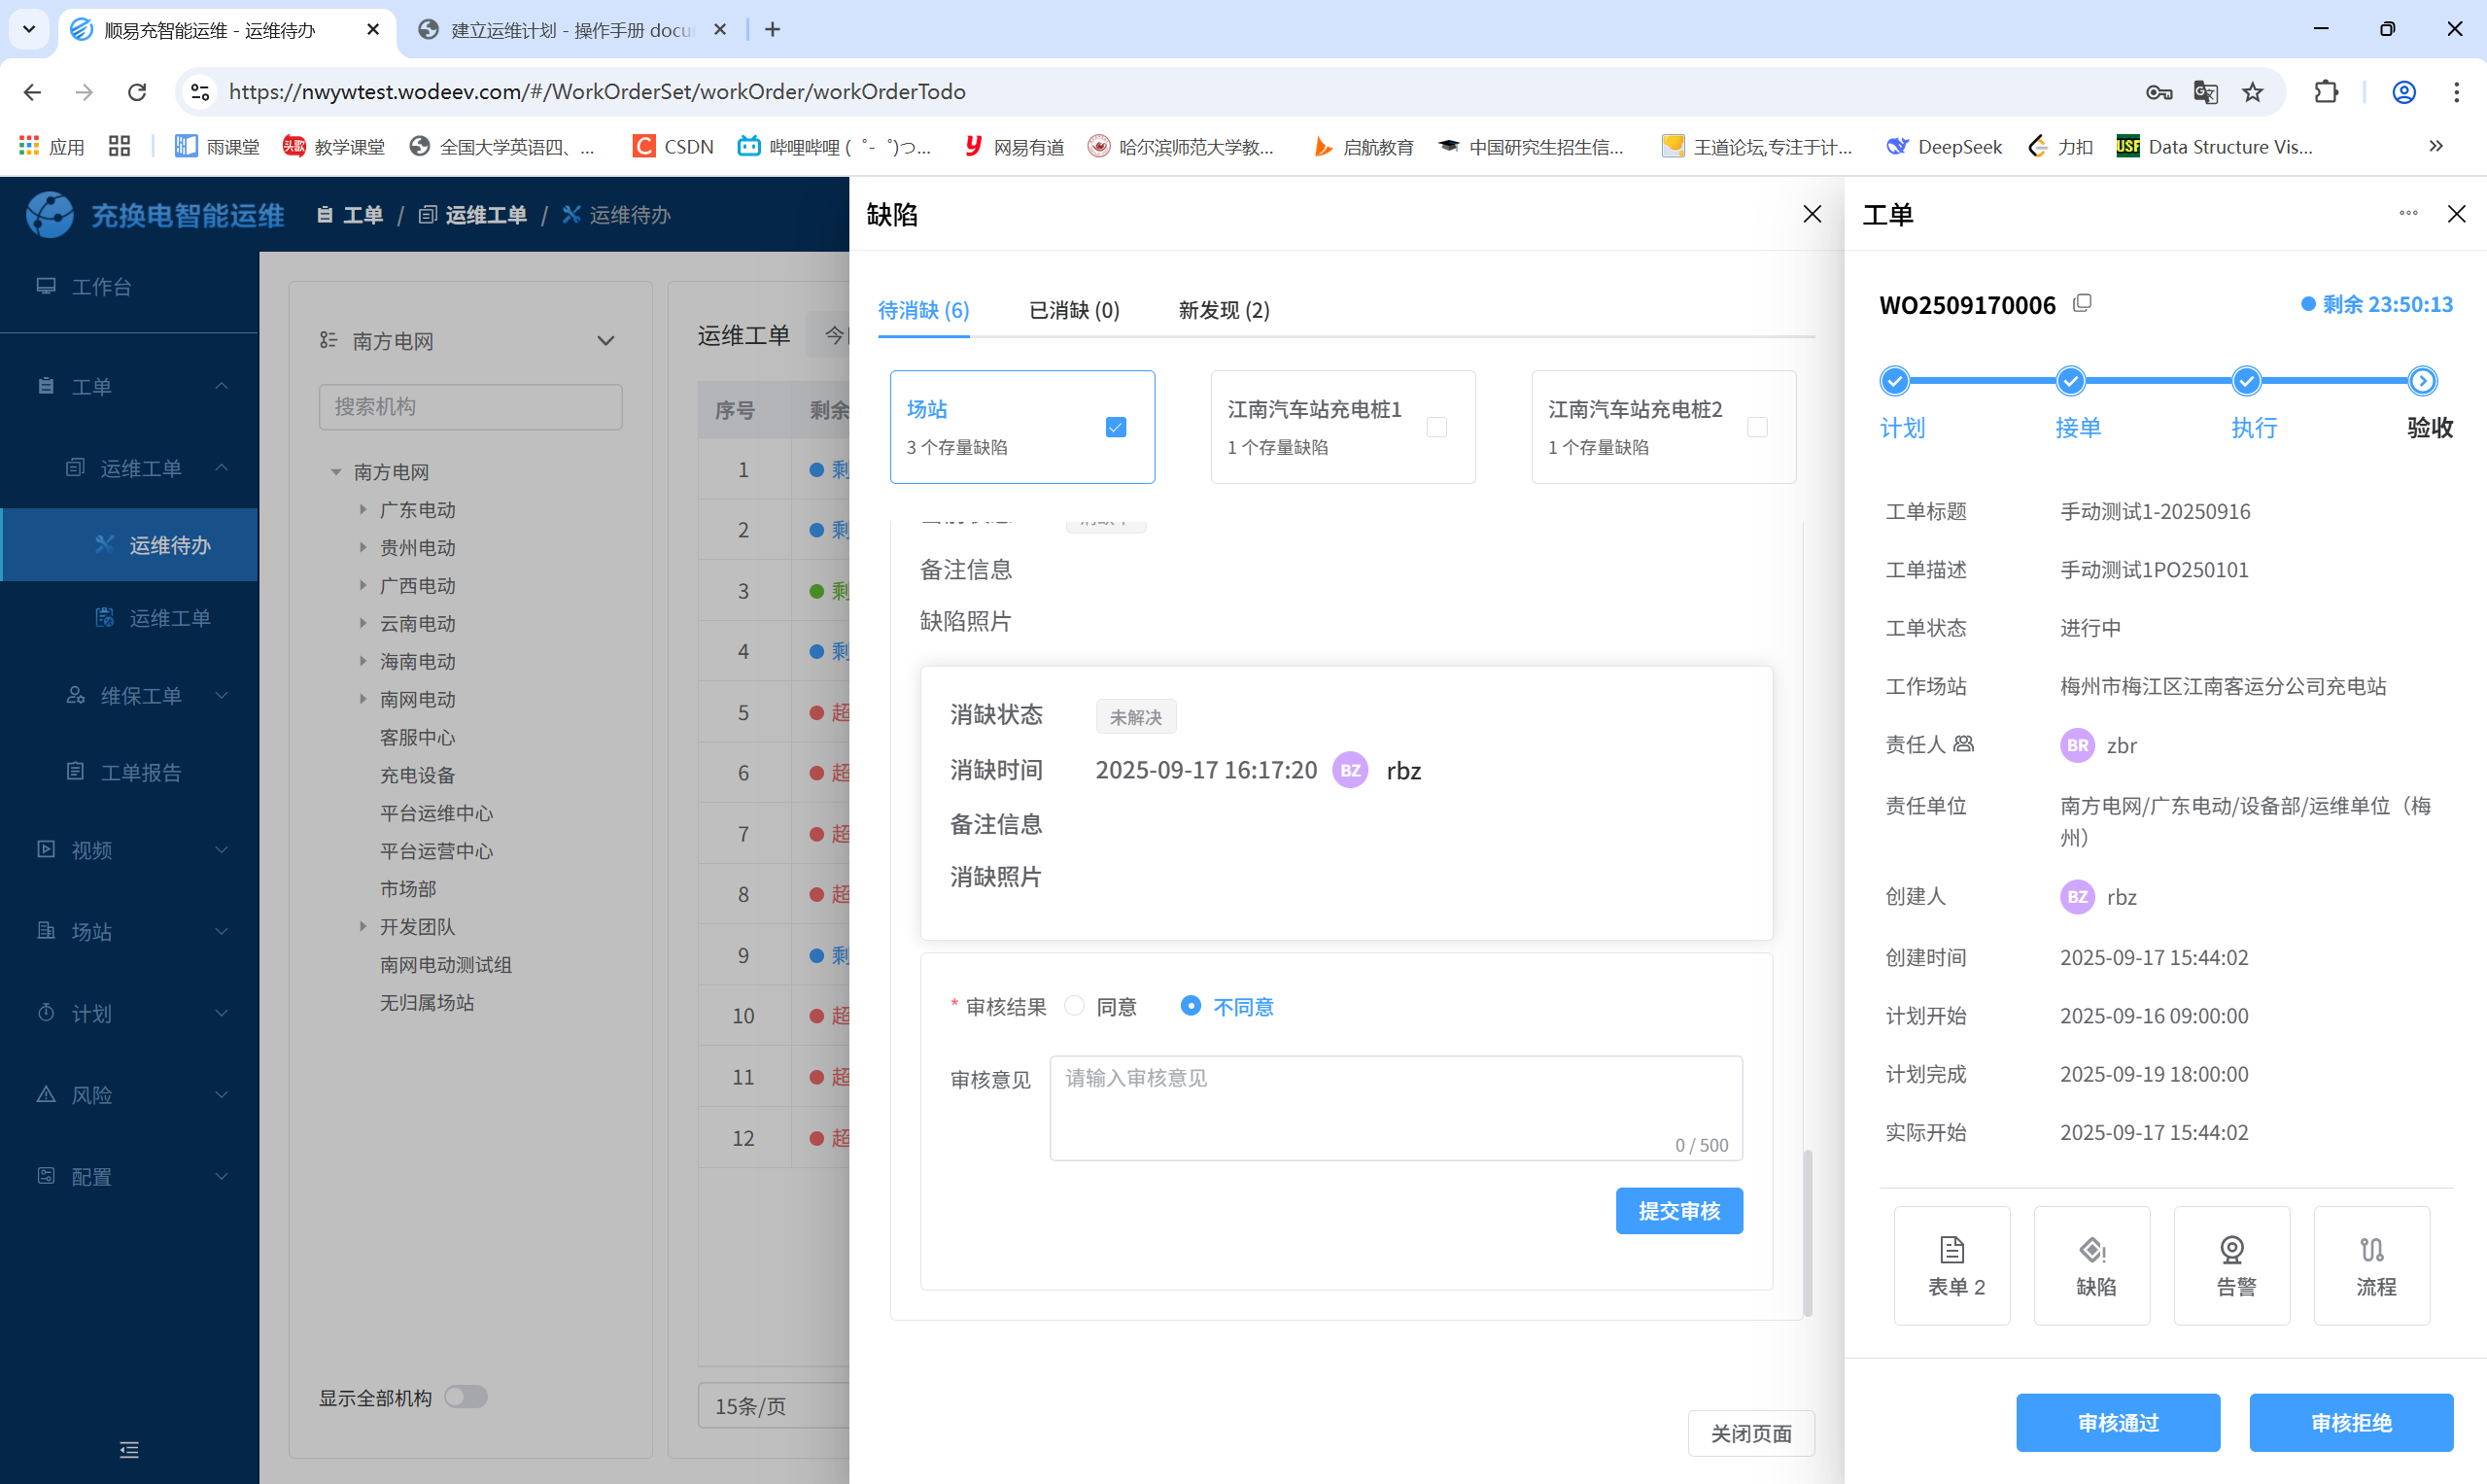 顺易充智能运维 - 运维待办
建立运维计划 - 操作手册 docu
https://nwywtest.wodeev.com/#/WorkOrderSet/workOrder/workOrderTodo
应用
雨课堂
教学课堂
全国大学英语四、...
CSDN
哔哩哔哩 ( ゜- ゜)つ...
网易有道
哈尔滨师范大学教...
启航教育
中国研究生招生信...
王道论坛,专注于计...
DeepSeek
力扣
Data Structure Vis...
充换电智能运维
工单 / 运维工单 / 运维待办
工作台
工单
运维工单
运维待办
运维工单
维保工单
工单报告
视频
场站
计划
风险
配置
南方电网
搜索机构
南方电网
广东电动
贵州电动
广西电动
云南电动
海南电动
南网电动
客服中心
充电设备
平台运维中心
平台运营中心
市场部
开发团队
南网电动测试组
无归属场站
显示全部机构
运维工单
今
序号 剩余
1 剩
2 剩
3 剩
4 剩
5 超
6 超
7 超
8 超
9 剩
10 超
11 超
12 超
15条/页
缺陷
待消缺 (6)
已消缺 (0)
新发现 (2)
场站
3 个存量缺陷
江南汽车站充电桩1
1 个存量缺陷
江南汽车站充电桩2
1 个存量缺陷
备注信息
缺陷照片
消缺状态 未解决
消缺时间 2025-09-17 16:17:20 BZ rbz
备注信息
消缺照片
* 审核结果 同意 不同意
审核意见 请输入审核意见
0 / 500
提交审核
关闭页面
工单
WO2509170006
剩余 23:50:13
计划
接单
执行
验收
工单标题 手动测试1-20250916
工单描述 手动测试1PO250101
工单状态 进行中
工作场站 梅州市梅江区江南客运分公司充电站
责任人 BR zbr
责任单位 南方电网/广东电动/设备部/运维单位（梅
州）
创建人 BZ rbz
创建时间 2025-09-17 15:44:02
计划开始 2025-09-16 09:00:00
计划完成 2025-09-19 18:00:00
实际开始 2025-09-17 15:44:02
表单 2
缺陷
告警
流程
审核通过
审核拒绝